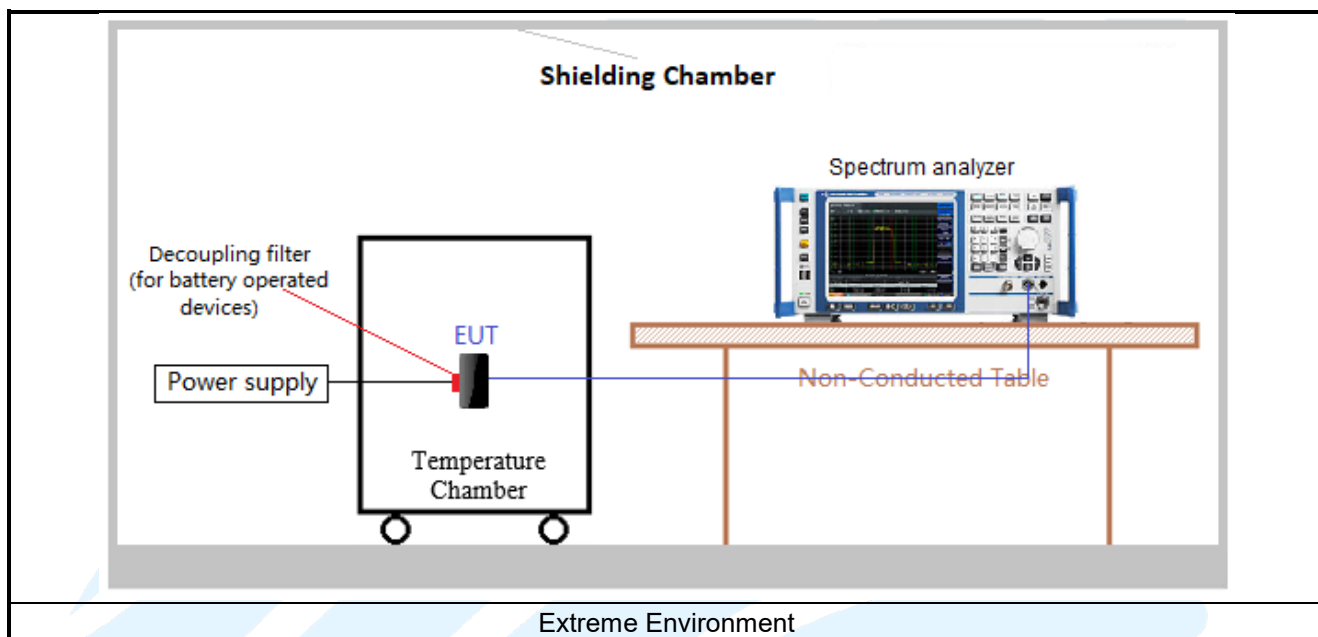 Shielding Chamber
Spectrum analyzer
Decoupling filter
(for battery operated
devices)
EUT
Power supply
Non-Conducted Table
Temperature
Chamber
Extreme Environment